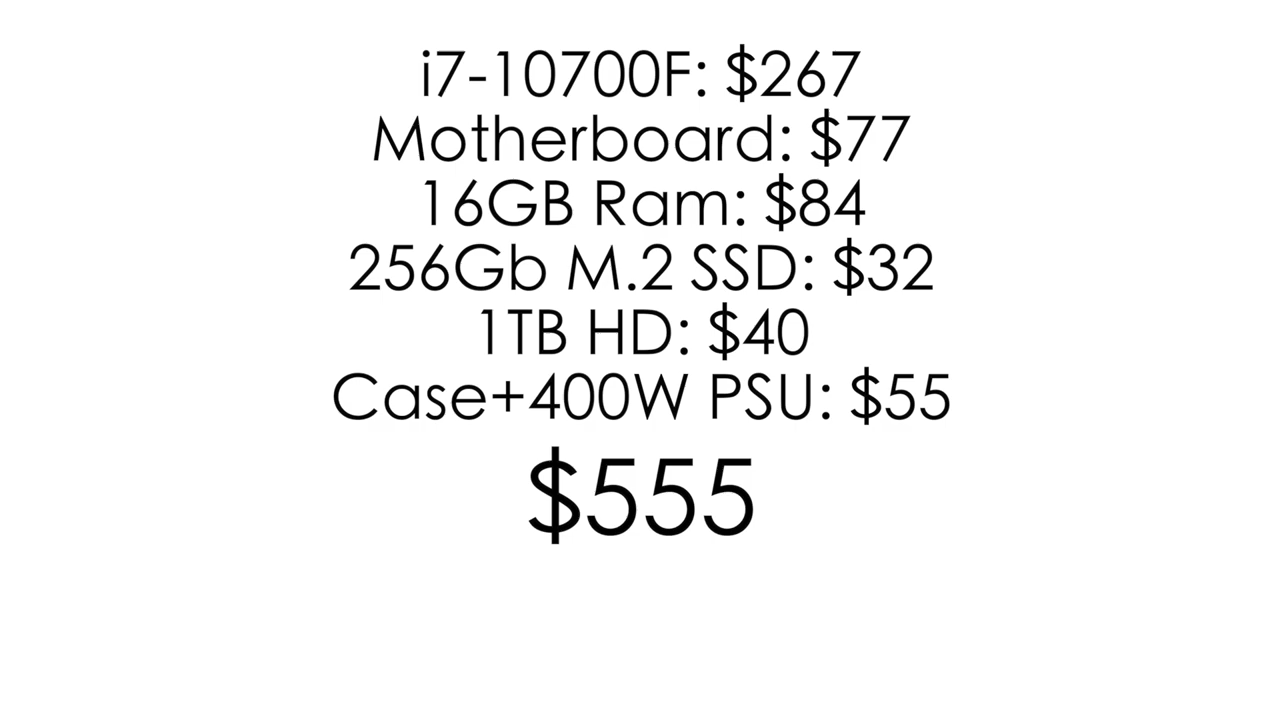 i7-10700F: $267
Motherboard: $77
16GB Ram: $84
256Gb M.2 SSD: $32
1TB HD: $40
Case+400W PSU: $55
$555